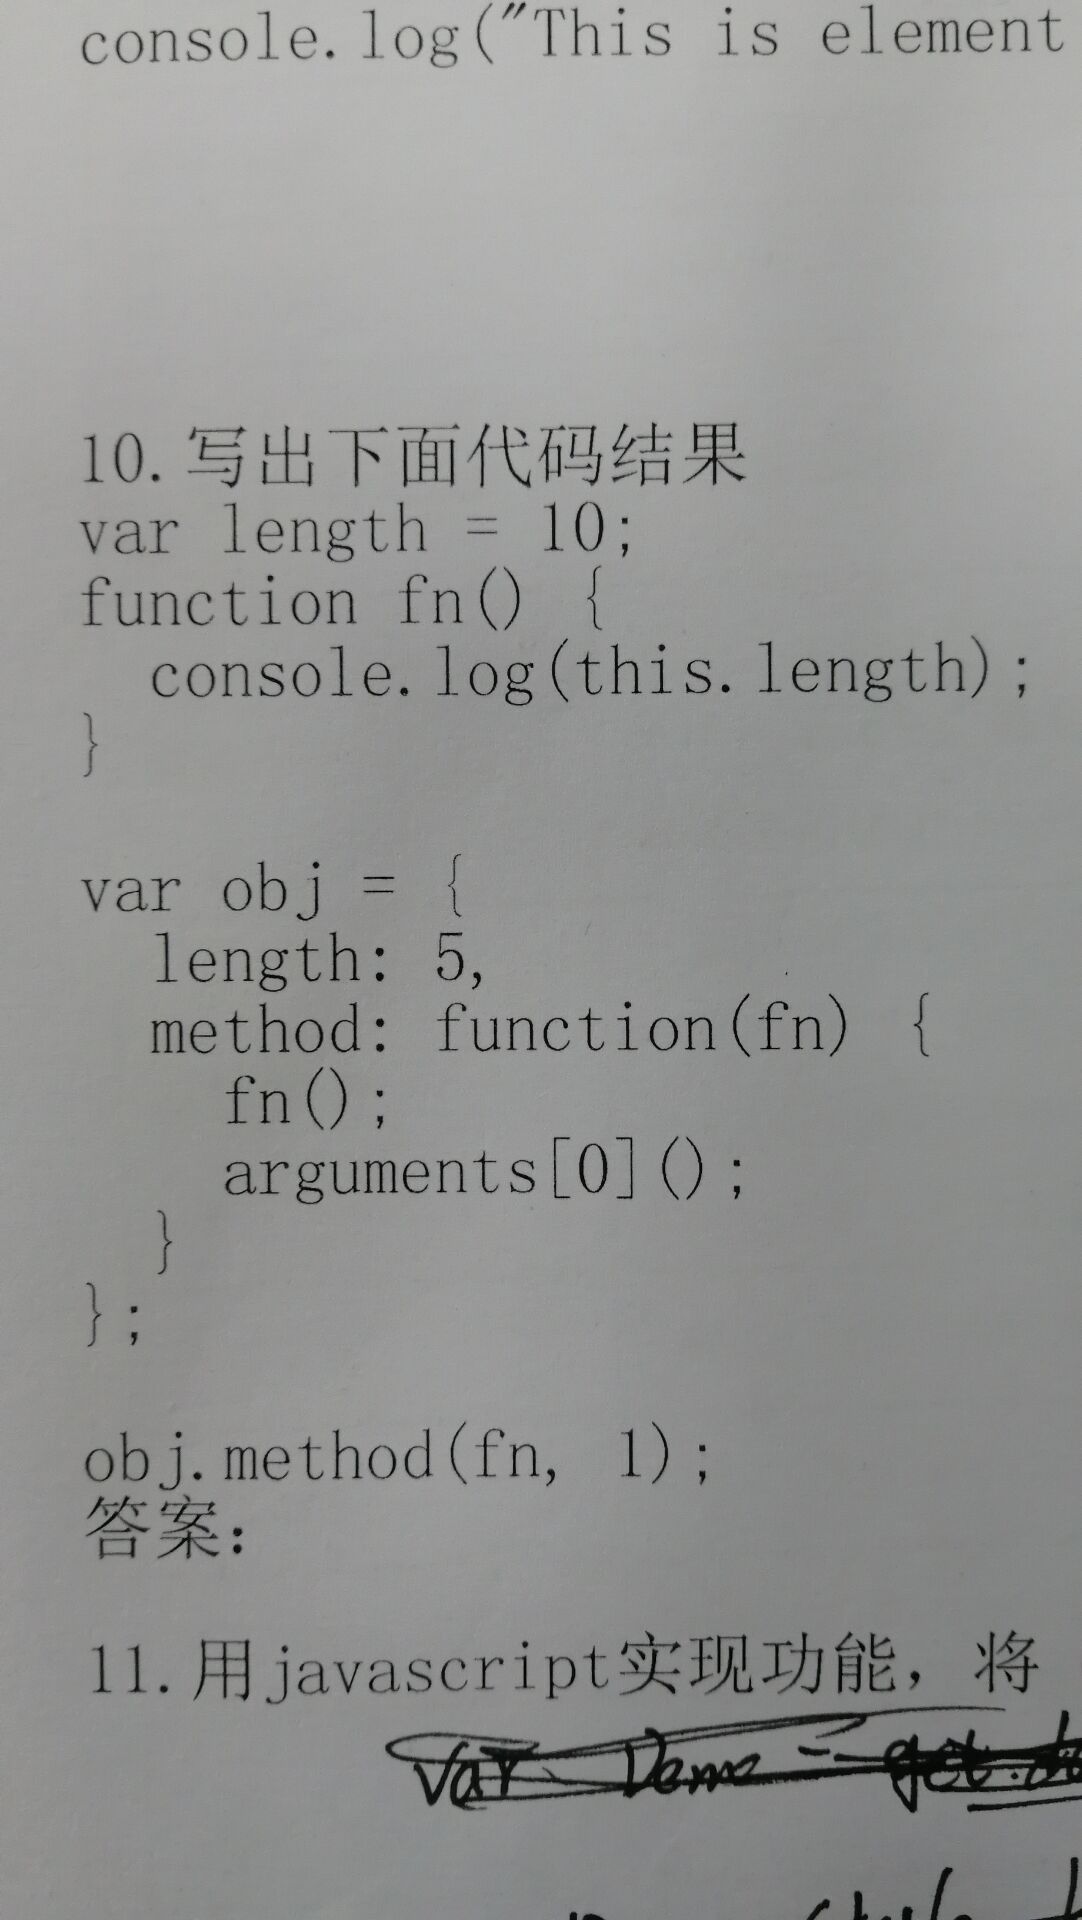 console.log("This is element
10.写出下面代码结果
var length = 10;
function fn() {
  console.log(this.length);
}
var obj = {
  length: 5,
  method: function(fn) {
    fn();
    arguments[0]();
  }
};
obj.method(fn, 1);
答案：
11.用javascript实现功能，将
var Demo = get.do